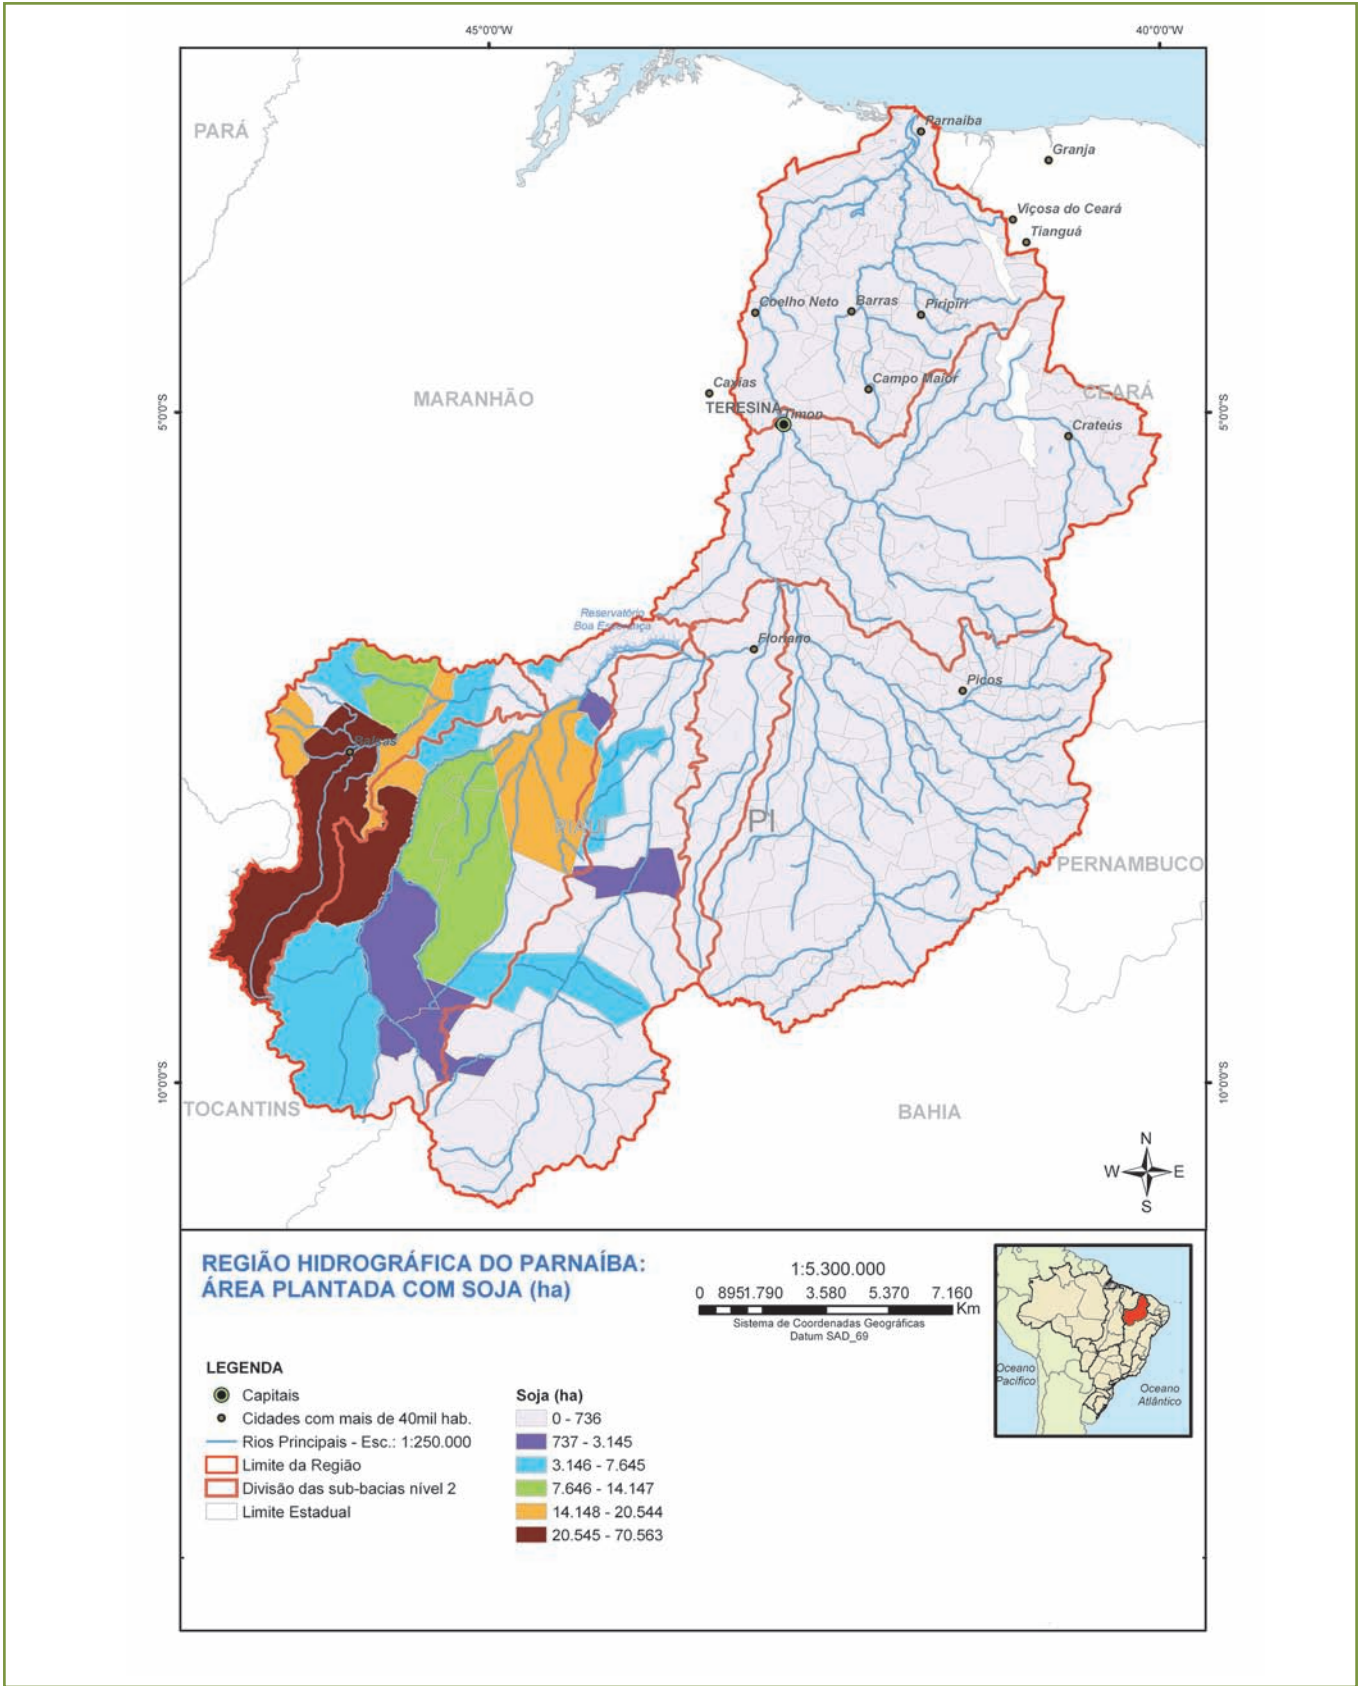 45°0'0"W
40°0'0"W
PARÁ
Parnaíba
Granja
Viçosa do Ceará
Tianguá
Coelho Neto
Barras
Piripiri
Caxias
Campo Maior
MARANHÃO
CEARÁ
TERESINA
Timon
5°0'0"S
5°0'0"S
Crateús
Reservatório
Boa Esperança
Floriano
Picos
Balsas
PIAUÍ
PI
PERNAMBUCO
10°0'0"S
10°0'0"S
TOCANTINS
BAHIA
N
W
E
S
REGIÃO HIDROGRÁFICA DO PARNAÍBA:
ÁREA PLANTADA COM SOJA (ha)
1:5.300.000
0 8951.790 3.580 5.370 7.160
Km
Sistema de Coordenadas Geográficas
Datum SAD_69
Oceano
Pacífico
Oceano
Atlântico
LEGENDA
Capitais
Cidades com mais de 40mil hab.
Rios Principais - Esc.: 1:250.000
Limite da Região
Divisão das sub-bacias nível 2
Limite Estadual
Soja (ha)
0 - 736
737 - 3.145
3.146 - 7.645
7.646 - 14.147
14.148 - 20.544
20.545 - 70.563